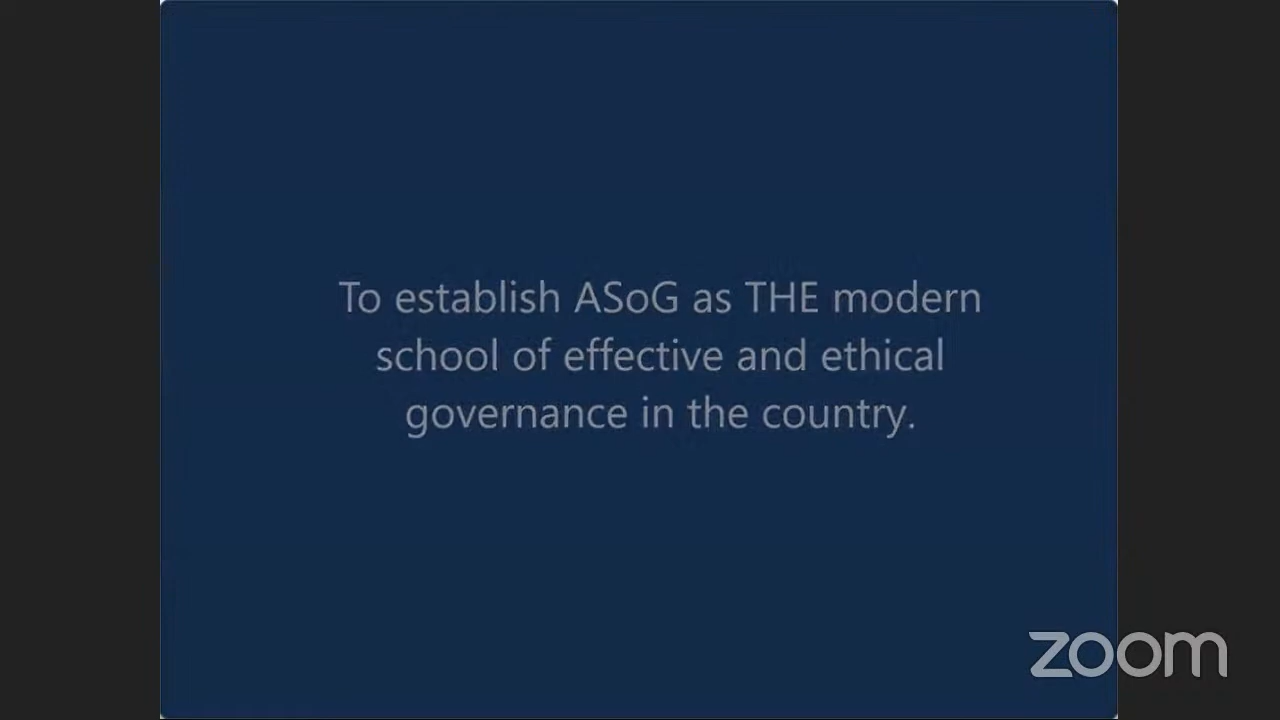 To establish ASoG as THE modern
school of effective and ethical
governance in the country.
zoom